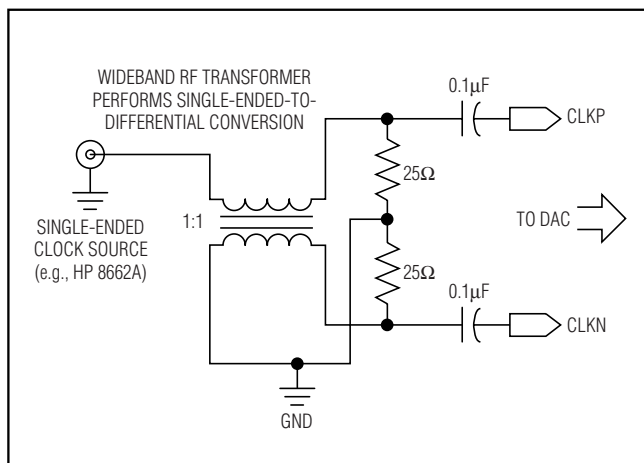 WIDEBAND RF TRANSFORMER
PERFORMS SINGLE-ENDED-TO-
DIFFERENTIAL CONVERSION
0.1µF
CLKP
25Ω
SINGLE-ENDED
CLOCK SOURCE
(e.g., HP 8662A)
1:1
TO DAC
25Ω
0.1µF
CLKN
GND